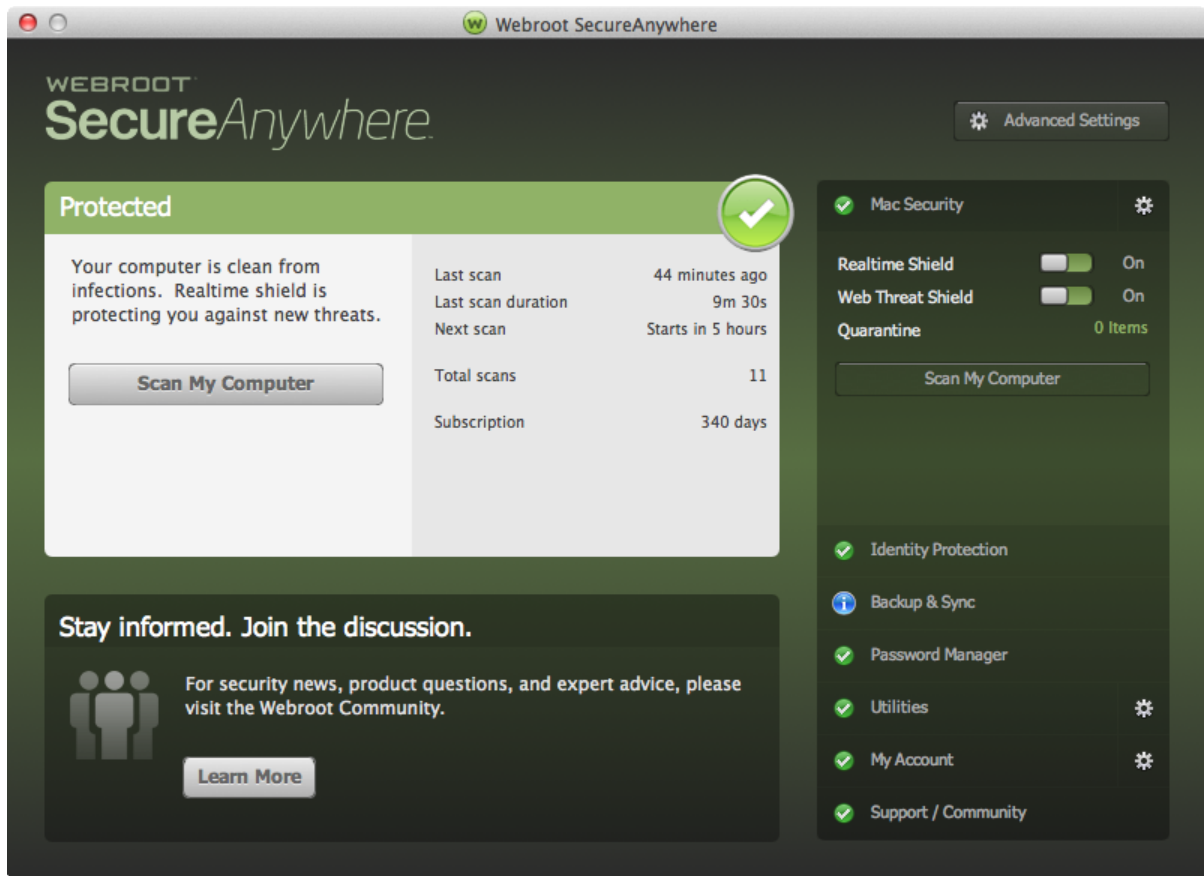 Webroot SecureAnywhere
WEBROOT
SecureAnywhere
Advanced Settings
Protected
Your computer is clean from
infections. Realtime shield is
protecting you against new threats.
Scan My Computer
Last scan 44 minutes ago
Last scan duration 9m 30s
Next scan Starts in 5 hours
Total scans 11
Subscription 340 days
Stay informed. Join the discussion.
For security news, product questions, and expert advice, please
visit the Webroot Community.
Learn More
Mac Security
Realtime Shield On
Web Threat Shield On
Quarantine 0 Items
Scan My Computer
Identity Protection
Backup & Sync
Password Manager
Utilities
My Account
Support / Community